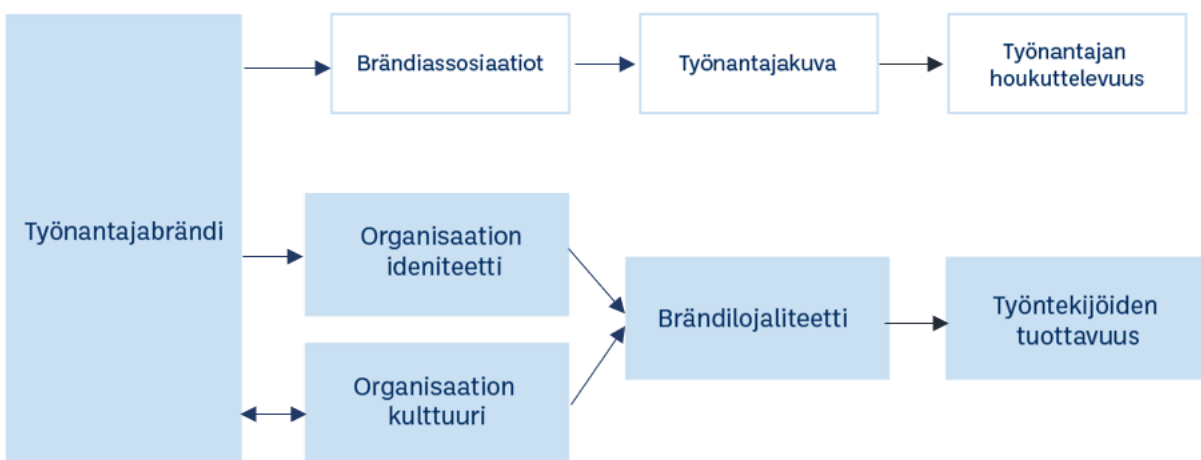 Brändiassosiaatiot
Työnantajakuva
Työnantajan
houkuttelevuus
Työnantajabrändi
Organisaation
ideniteetti
Brändilojaliteetti
Työntekijöiden
tuottavuus
Organisaation
kulttuuri